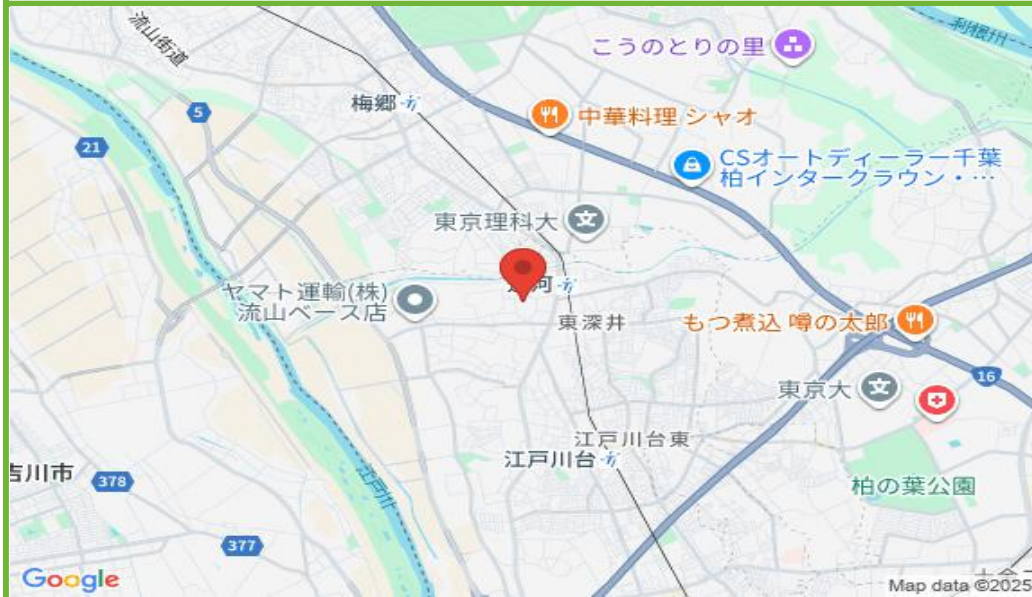 流山街道
利根川
こうのとりの里
5
梅郷
中華料理 シャオ
21
CSオートディーラー千葉
柏インタークラウン・…
東京理科大
河
ヤマト運輸(株)
流山ベース店
東深井
もつ煮込 噂の太郎
16
東京大
江戸川台東
江戸川台
吉川市
378
江戸川
柏の葉公園
377
Google
Map data ©2025